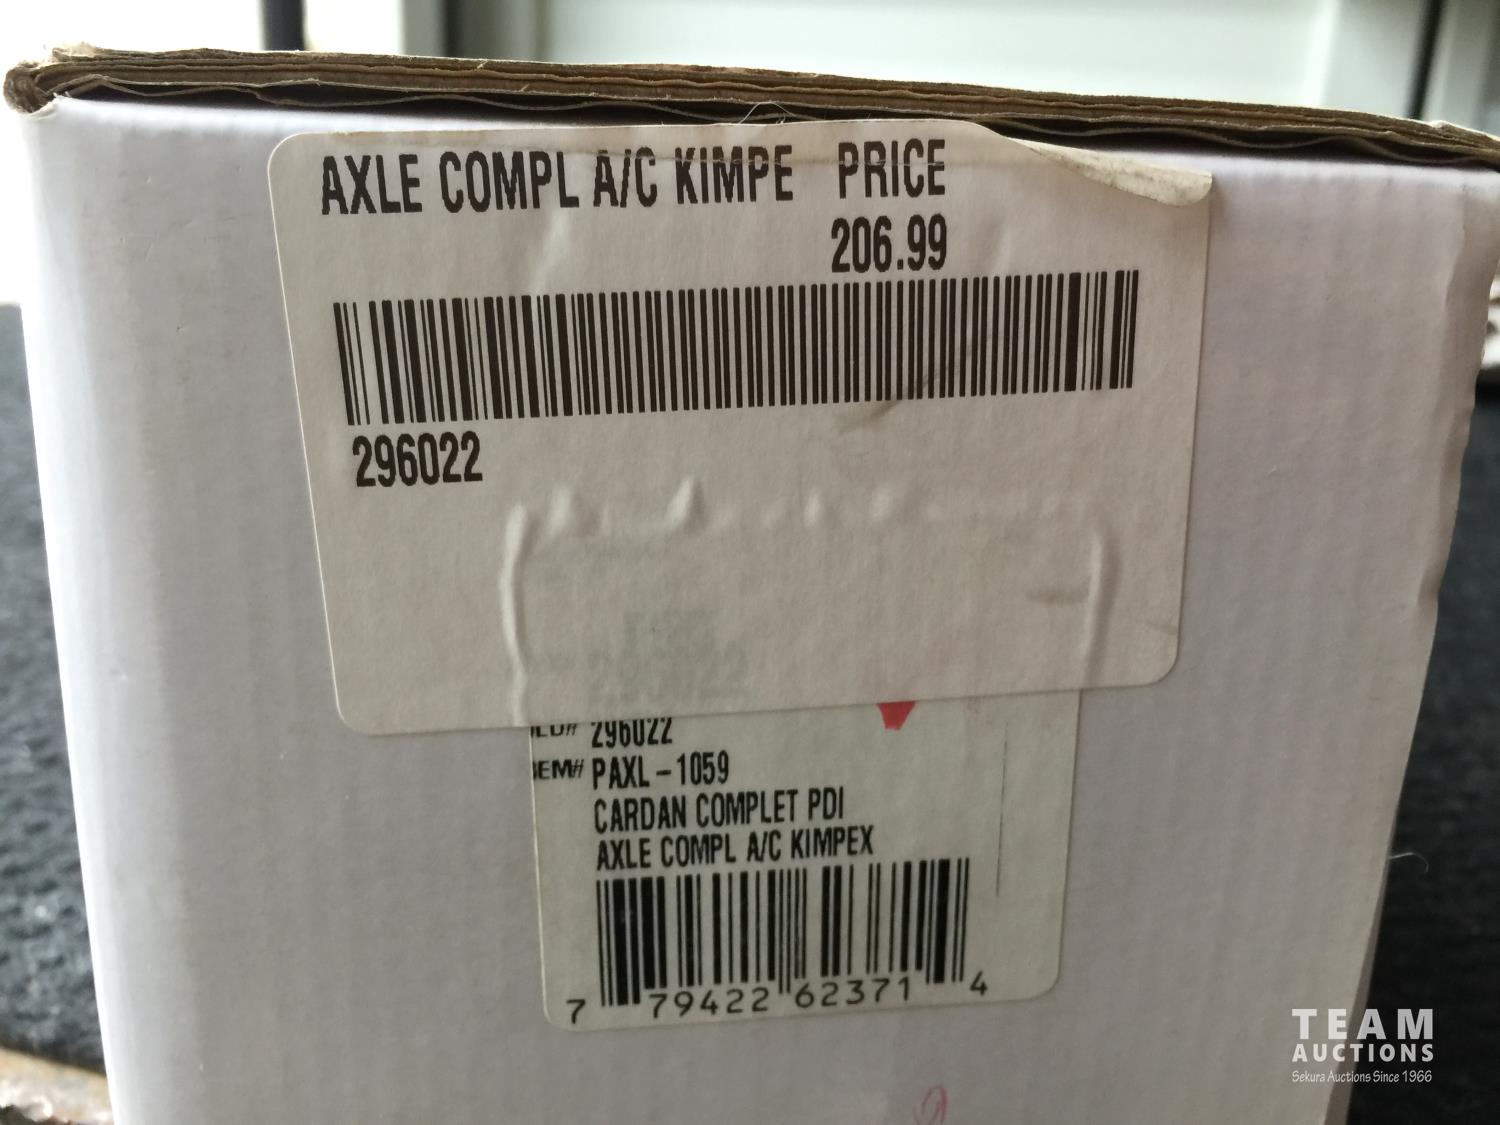 AXLE COMPL A/C KIMPE PRICE
206.99
296022
296022
296022
PAXL-1059
CARDAN COMPLET PDI
AXLE COMPL A/C KIMPEX
7 79422 62371 4
TEAM
AUCTIONS
Sekura Auctions Since 1966